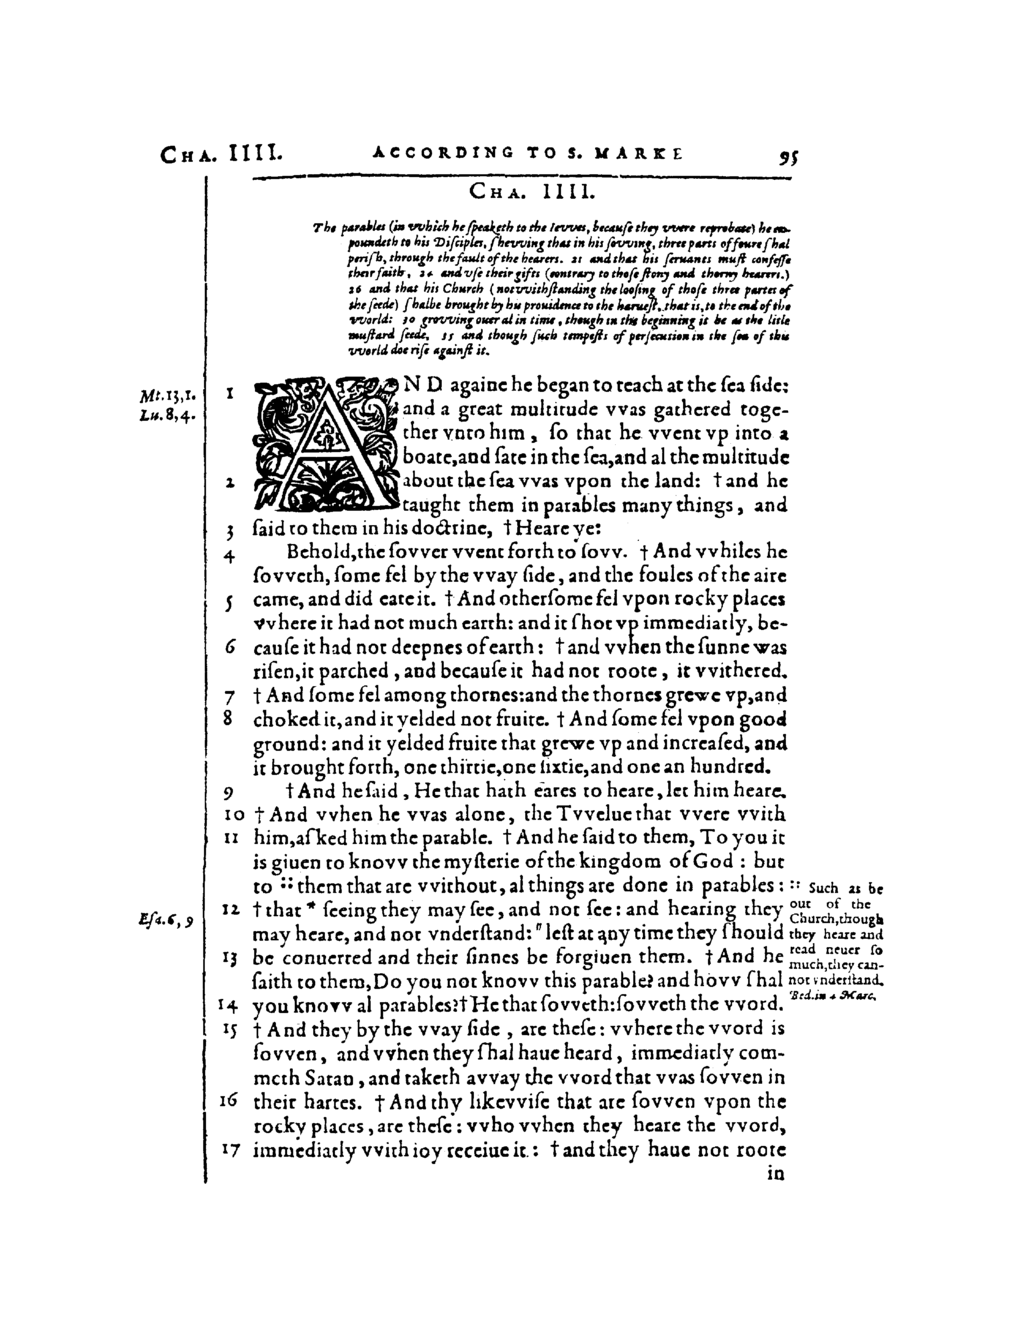 CHA. IIII. ACCORDING TO S. MARKE 95
CHA. IIII.
The parables (in vvhich he ſpeaketh to the Ievves, becauſe they vvere reprobate) he ex-
poundeth to his Diſciples, ſhevving that in his ſovving, three parts of foure ſhal
periſh, through the fault of the hearers. 21 and that his ſeruants muſt confeſſe
their faith, 24 and vſe their gifts (contrary to thoſe ſtony and thorny hearers.)
26 and that his Church (notvvithſtanding the looſing of thoſe three partes of
the ſeede) ſhalbe brought by his prouidence to the harueſt, that is, to the end of the
vvorld: 30 grovving ouer al in time, though in the beginning it be as the litle
muſtard ſeede, 35 and though ſuch tempeſts of perſecution in the ſea of this
vvorld doe riſe againſt it.
Mt.13,1.
Lu.8,4.
1 AND againe he began to teach at the ſea ſide:
and a great multitude vvas gathered toge-
ther vnto him, ſo that he vvent vp into a
boate, and ſate in the ſea, and al the multitude
2 about the ſea vvas vpon the land: † and he
taught them in parables many things, and
3 ſaid to them in his doctrine, † Heare ye:
4 Behold, the ſovver vvent forth to ſovv. † And vvhiles he
ſovveth, ſome fel by the vvay ſide, and the foules of the aire
5 came, and did eate it. † And otherſome fel vpon rocky places
vvhere it had not much earth: and it ſhot vp immediatly, be-
6 cauſe it had not deepnes of earth: † and vvhen the ſunne was
riſen, it parched, and becauſe it had not roote, it vvithered.
7 † And ſome fel among thornes: and the thornes grewe vp, and
8 choked it, and it yelded not fruite. † And ſome fel vpon good
ground: and it yelded fruite that grewe vp and increaſed, and
it brought forth, one thirtie, one ſixtie, and one an hundred.
9 † And he ſaid, He that hath eares to heare, let him heare.
10 † And vvhen he vvas alone, the Tvvelue that vvere vvith
11 him, aſked him the parable. † And he ſaid to them, To you it
is giuen to knovv the myſterie of the kingdom of God: but
to :: them that are vvithout, al things are done in parables:
:: Such as be
out of the
Church, though
they heare and
read neuer ſo
much, they can-
not vnderſtand.
Bed. in 4 Marc.
Eſa.6,9
12 † that * ſeeing they may ſee, and not ſee: and hearing they
may heare, and not vnderſtand: " leſt at any time they ſhould
13 be conuerted and their ſinnes be forgiuen them. † And he
ſaith to them, Do you not knovv this parable? and hovv ſhal
14 you knovv al parables? † He that ſovveth: ſovveth the vvord.
15 † And they by the vvay ſide, are theſe: vvhere the vvord is
ſovven, and vvhen they ſhal haue heard, immediatly com-
meth Satan, and taketh avvay the vvord that vvas ſovven in
16 their hartes. † And thy likevviſe that are ſovven vpon the
rocky places, are theſe: vvho vvhen they heare the vvord,
17 immediatly vvith ioy receiue it: † and they haue not roote
in